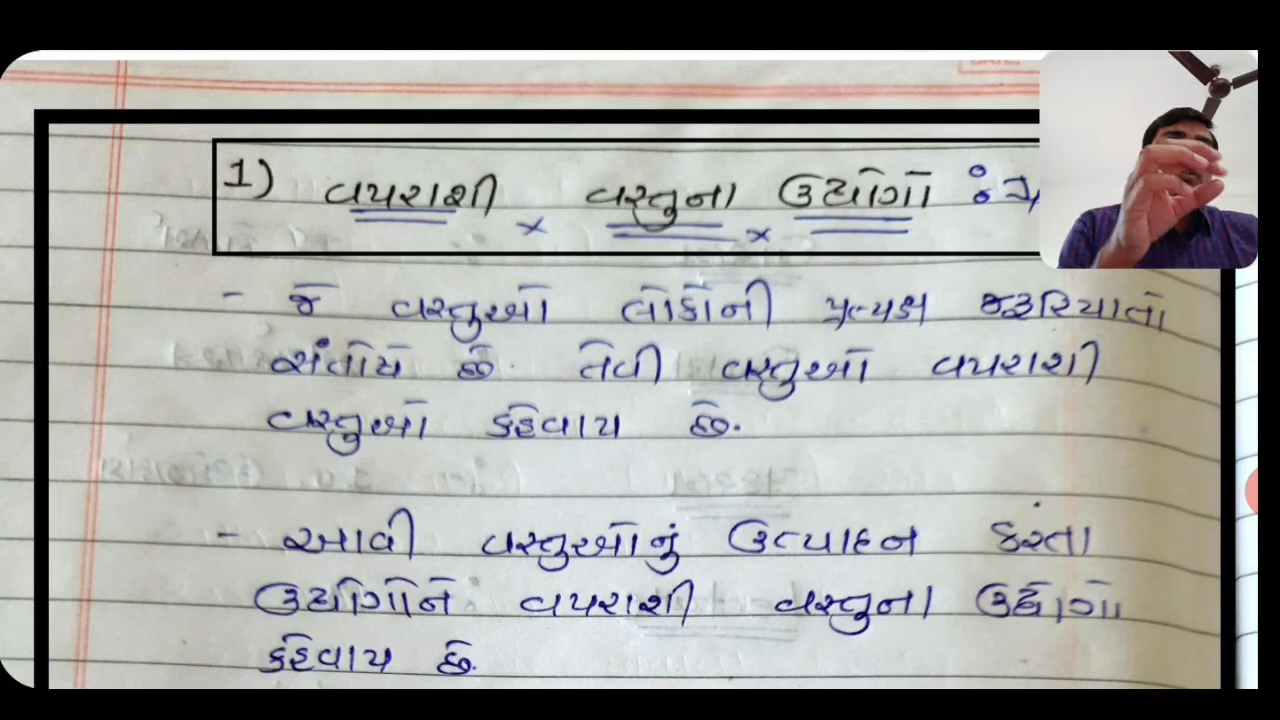 1) વપરાશી વસ્તુના ઉદ્યોગો :-
- જે વસ્તુઓ લોકોની પ્રત્યક્ષ જરૂરિયાતો
સંતોષે છે. તેવી વસ્તુઓ વપરાશી
વસ્તુઓ કહેવાય છે.
- આવી વસ્તુઓનું ઉત્પાદન કરતા
ઉદ્યોગોને વપરાશી વસ્તુના ઉદ્યોગો
કહેવાય છે.